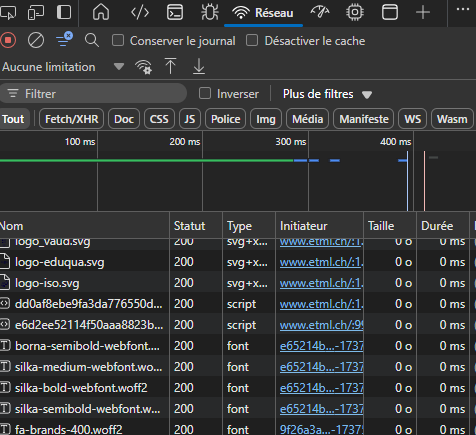 Réseau
Conserver le journal Désactiver le cache
Aucune limitation
Filtrer Inverser Plus de filtres
Tout Fetch/XHR Doc CSS JS Police Img Média Manifeste WS Wasm
100 ms 200 ms 300 ms 400 ms
Nom Statut Type Initiateur Taille Durée
logo_vaud.svg 200 svg+x... www.etml.ch/:1. 0 o 0 ms
logo-eduqua.svg 200 svg+x... www.etml.ch/:1. 0 o 0 ms
logo-iso.svg 200 svg+x... www.etml.ch/:1. 0 o 0 ms
dd0af8ebe9fa3da776550d... 200 script www.etml.ch/:1. 0 o 0 ms
e6d2ee52114f50aaa8823b... 200 script www.etml.ch/:99 0 o 0 ms
borna-semibold-webfont.... 200 font e65214b...-1737 0 o 0 ms
silka-medium-webfont.wo... 200 font e65214b...-1737 0 o 0 ms
silka-bold-webfont.woff2 200 font e65214b...-1737 0 o 0 ms
silka-semibold-webfont.w... 200 font e65214b...-1737 0 o 0 ms
fa-brands-400.woff2 200 font 9f26a3a...-1737 0 o 0 ms